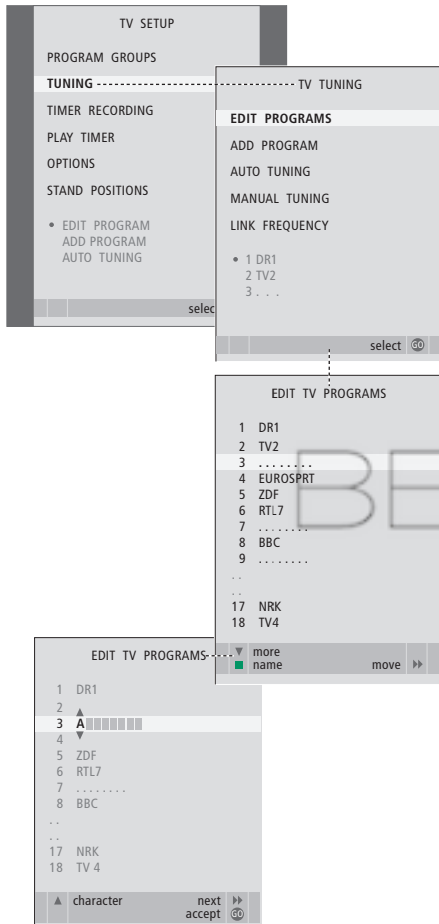 TV SETUP
PROGRAM GROUPS
TUNING
TIMER RECORDING
PLAY TIMER
OPTIONS
STAND POSITIONS
• EDIT PROGRAM
ADD PROGRAM
AUTO TUNING
selec
TV TUNING
EDIT PROGRAMS
ADD PROGRAM
AUTO TUNING
MANUAL TUNING
LINK FREQUENCY
• 1 DR1
2 TV2
3 . . .
select GO
EDIT TV PROGRAMS
1 DR1
2 TV2
3 ........
4 EUROSPRT
5 ZDF
6 RTL7
7 ........
8 BBC
9 ........
. .
. .
17 NRK
18 TV4
▼ more
name move
BE
EDIT TV PROGRAMS
1 DR1
2
3 A
4
5 ZDF
6 RTL7
7 ........
8 BBC
. .
. .
17 NRK
18 TV 4
▲ character next
accept GO